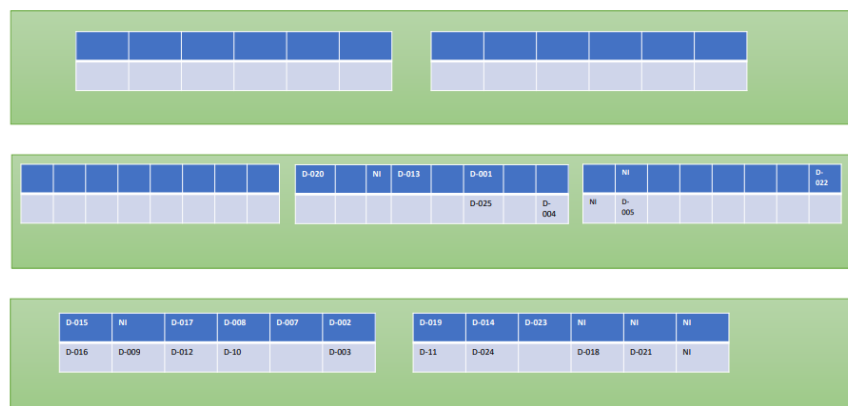 D-020 NI D-013 D-001
D-025 D-004
NI D-022
NI D-005
D-015 NI D-017 D-008 D-007 D-002
D-016 D-009 D-012 D-10 D-003
D-019 D-014 D-023 NI NI NI
D-11 D-024 D-018 D-021 NI